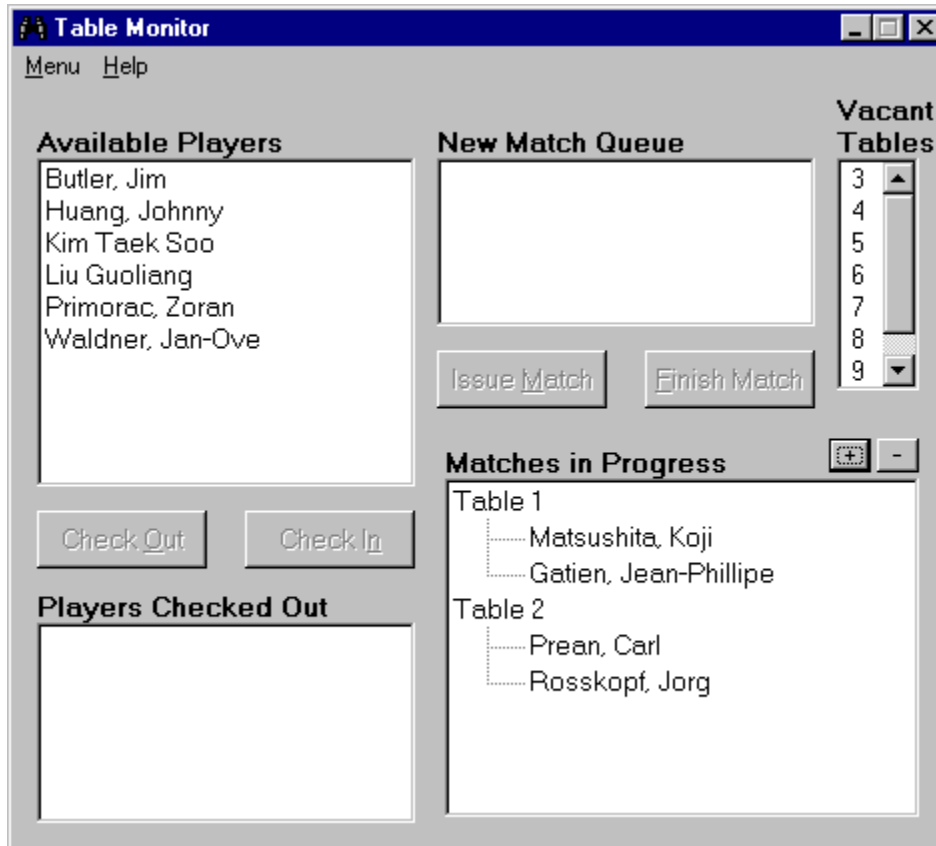 Table Monitor
Menu Help
Available Players
Butler, Jim
Huang, Johnny
Kim Taek Soo
Liu Guoliang
Primorac, Zoran
Waldner, Jan-Ove
Check Out
Check In
Players Checked Out
New Match Queue
Issue Match
Finish Match
Vacant
Tables
3
4
5
6
7
8
9
Matches in Progress
+ -
Table 1
Matsushita, Koji
Gatien, Jean-Phillipe
Table 2
Prean, Carl
Rosskopf, Jorg